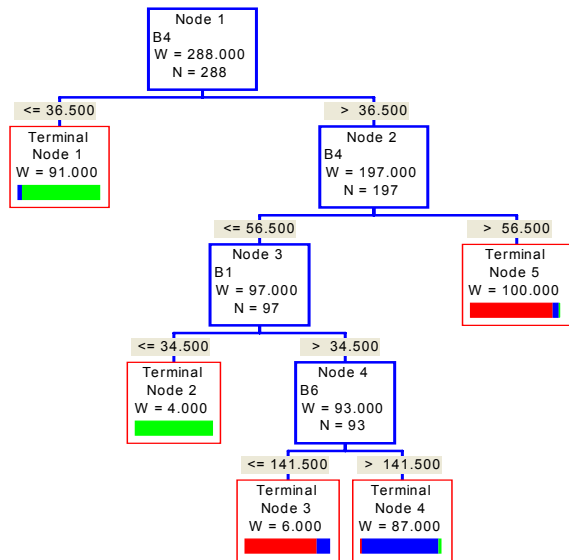 Node 1
B4
W = 288.000
N = 288
<= 36.500
> 36.500
Terminal
Node 1
W = 91.000
Node 2
B4
W = 197.000
N = 197
<= 56.500
> 56.500
Node 3
B1
W = 97.000
N = 97
Terminal
Node 5
W = 100.000
<= 34.500
> 34.500
Terminal
Node 2
W = 4.000
Node 4
B6
W = 93.000
N = 93
<= 141.500
> 141.500
Terminal
Node 3
W = 6.000
Terminal
Node 4
W = 87.000